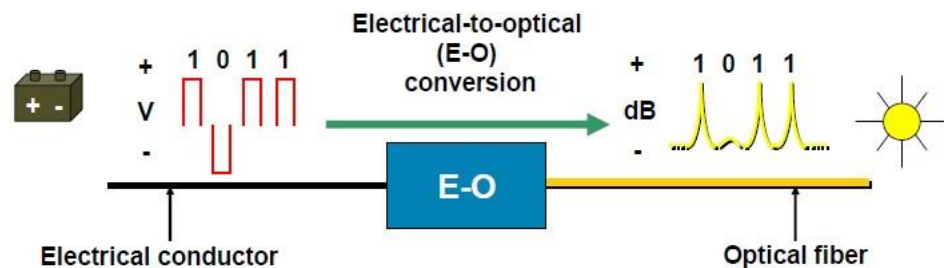 Electrical-to-optical
(E-O)
conversion
+ 1 0 1 1
V
-
+ -
+ 1 0 1 1
dB
-
E-O
Electrical conductor
Optical fiber